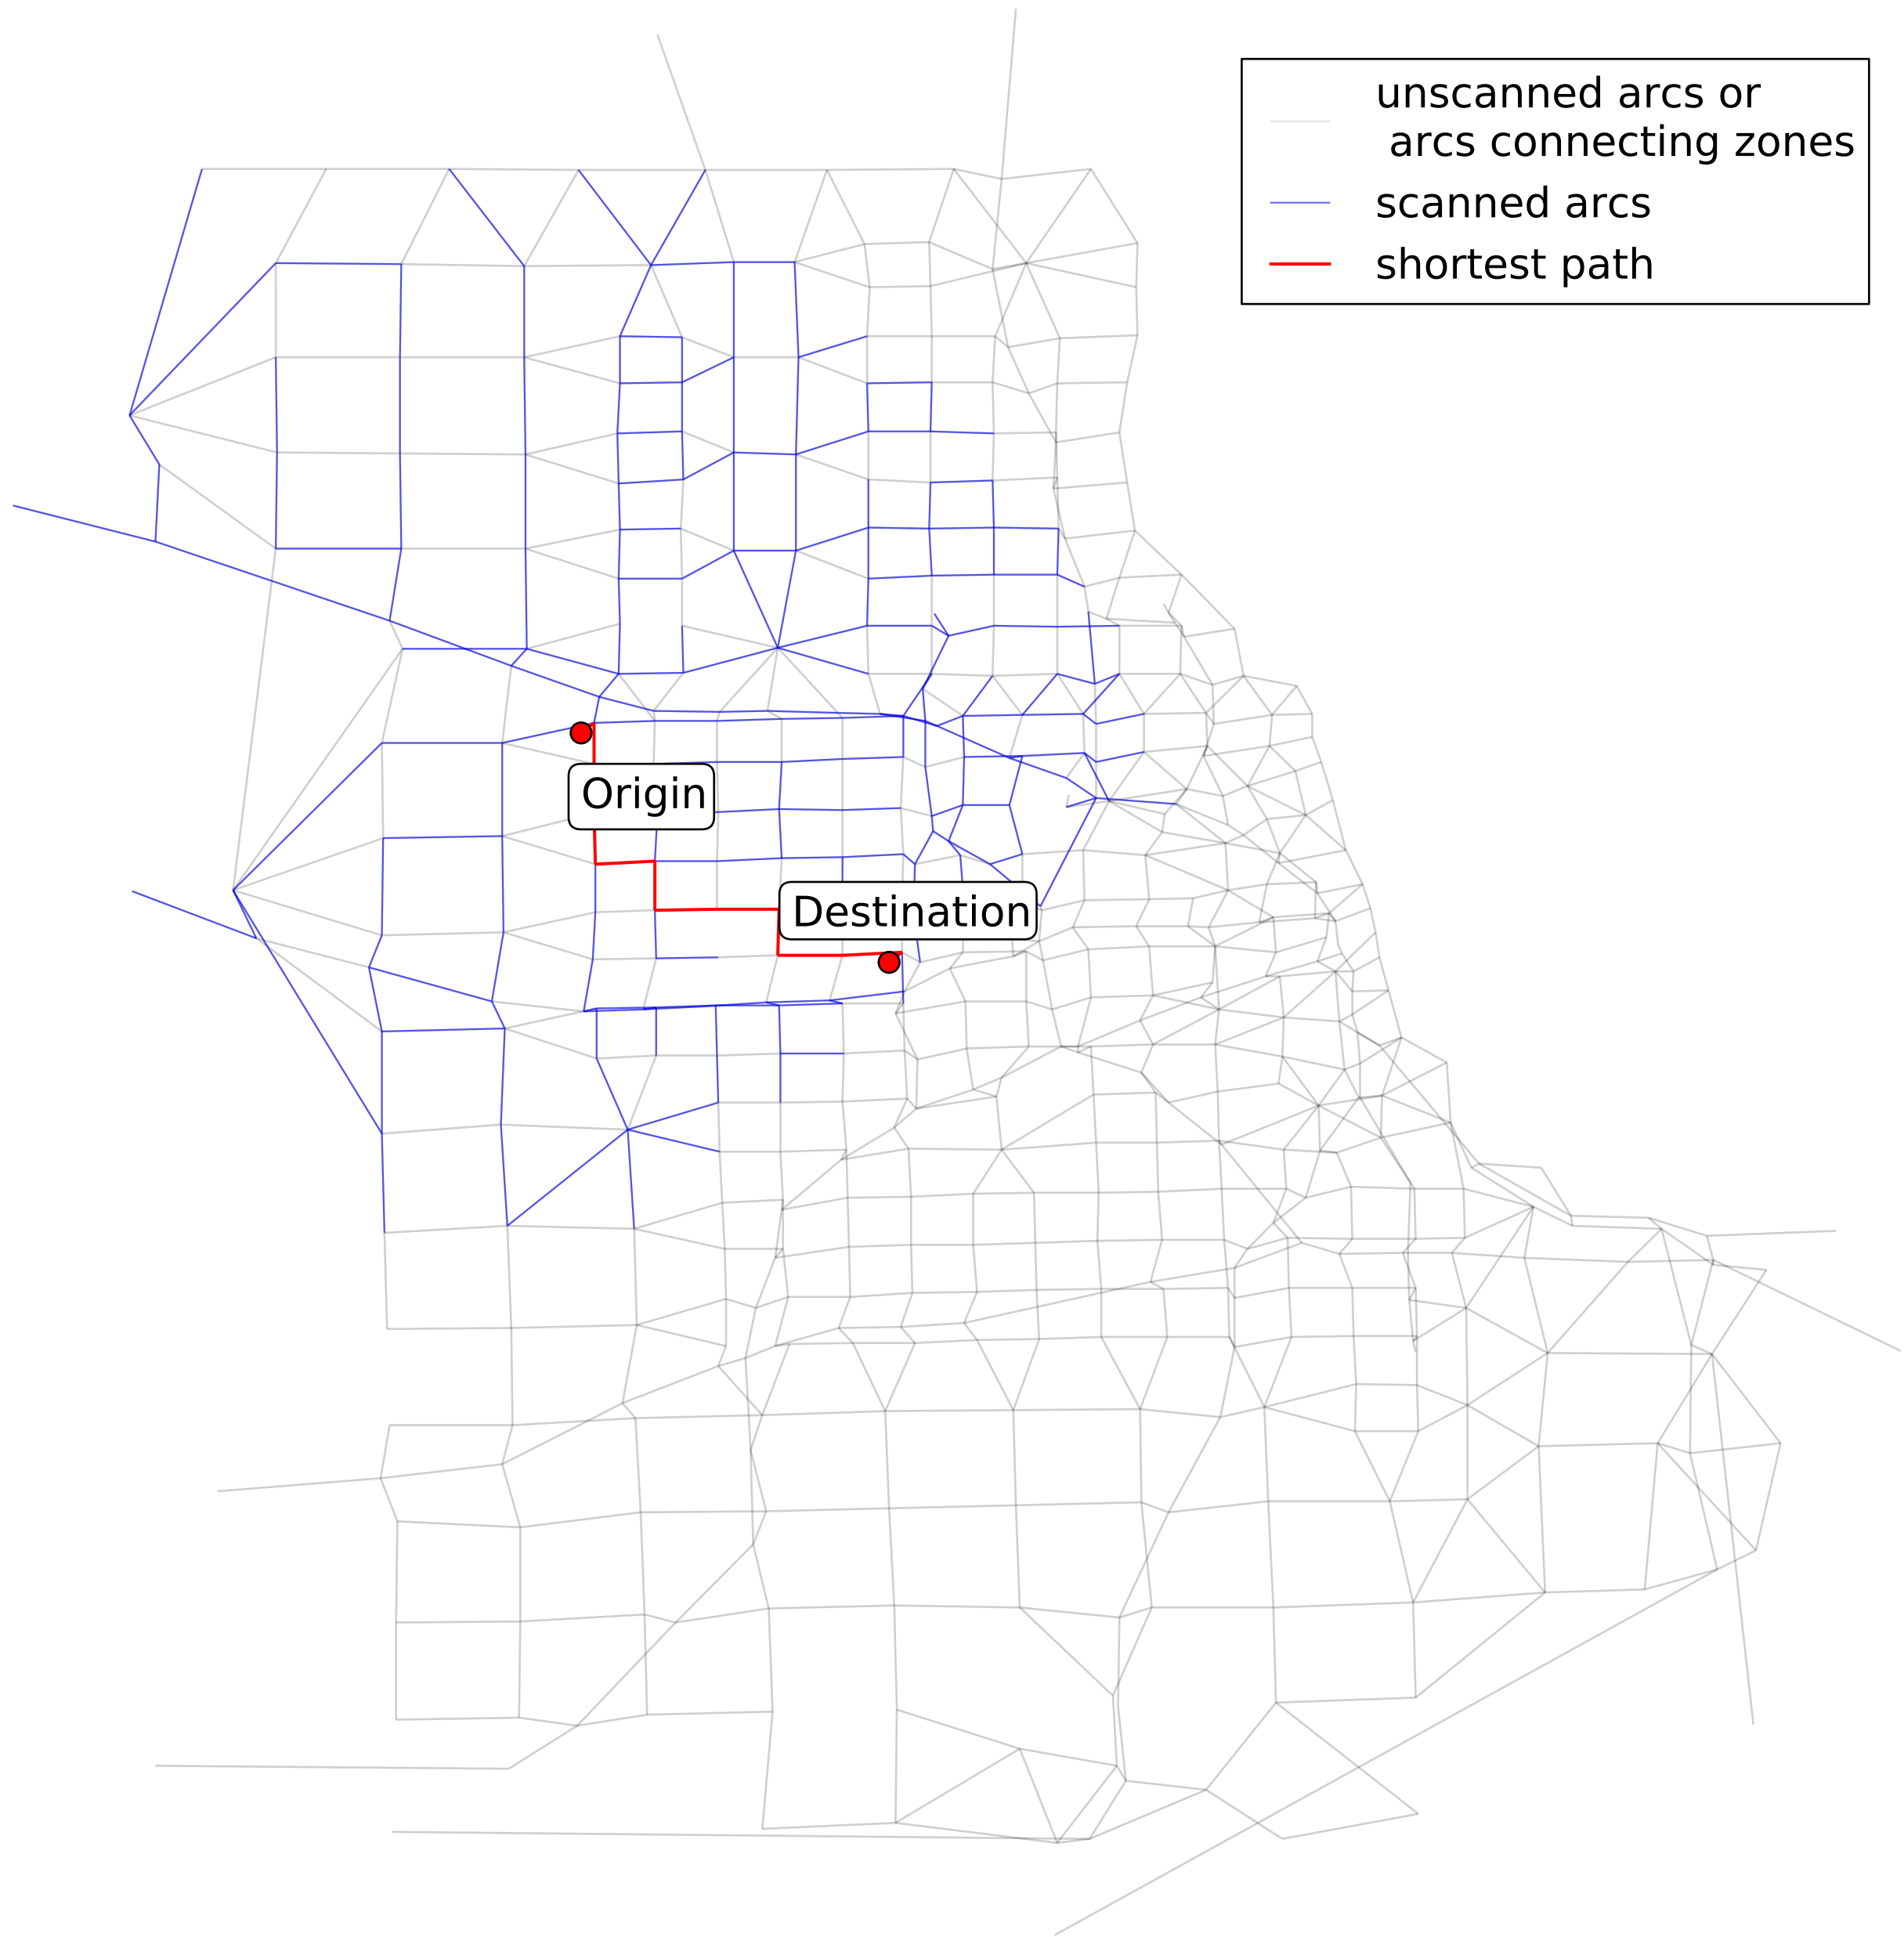 unscanned arcs or
arcs connecting zones
scanned arcs
shortest path
Origin
Destination